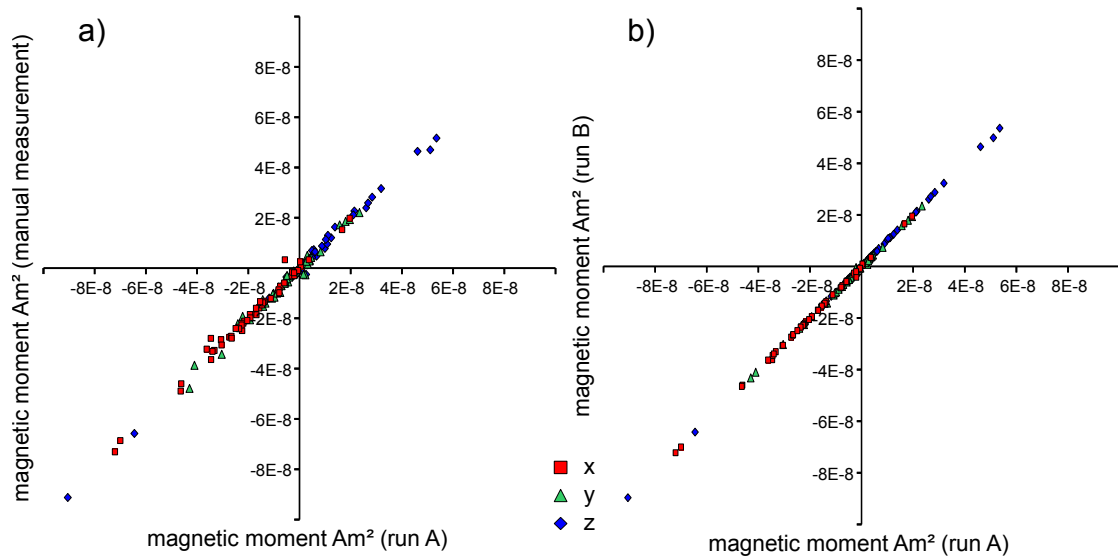 a)
magnetic moment Am² (manual measurement)
8E-8
6E-8
4E-8
2E-8
-8E-8 -6E-8 -4E-8 -2E-8 2E-8 4E-8 6E-8 8E-8
-2E-8
-4E-8
-6E-8
-8E-8
magnetic moment Am² (run A)
b)
magnetic moment Am² (run B)
8E-8
6E-8
4E-8
2E-8
-8E-8 -6E-8 -4E-8 -2E-8 2E-8 4E-8 6E-8 8E-8
-2E-8
-4E-8
-6E-8
-8E-8
magnetic moment Am² (run A)
x
y
z